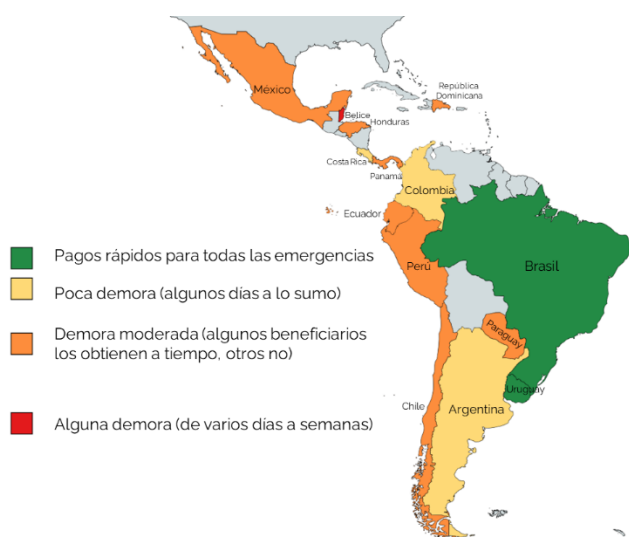 México
República
Dominicana
Belice
Honduras
Costa Rica
Panamá
Colombia
Ecuador
Pagos rápidos para todas las emergencias
Perú
Brasil
Poca demora (algunos días a lo sumo)
Demora moderada (algunos beneficiarios
los obtienen a tiempo, otros no)
Paraguay
Uruguay
Chile
Argentina
Alguna demora (de varios días a semanas)